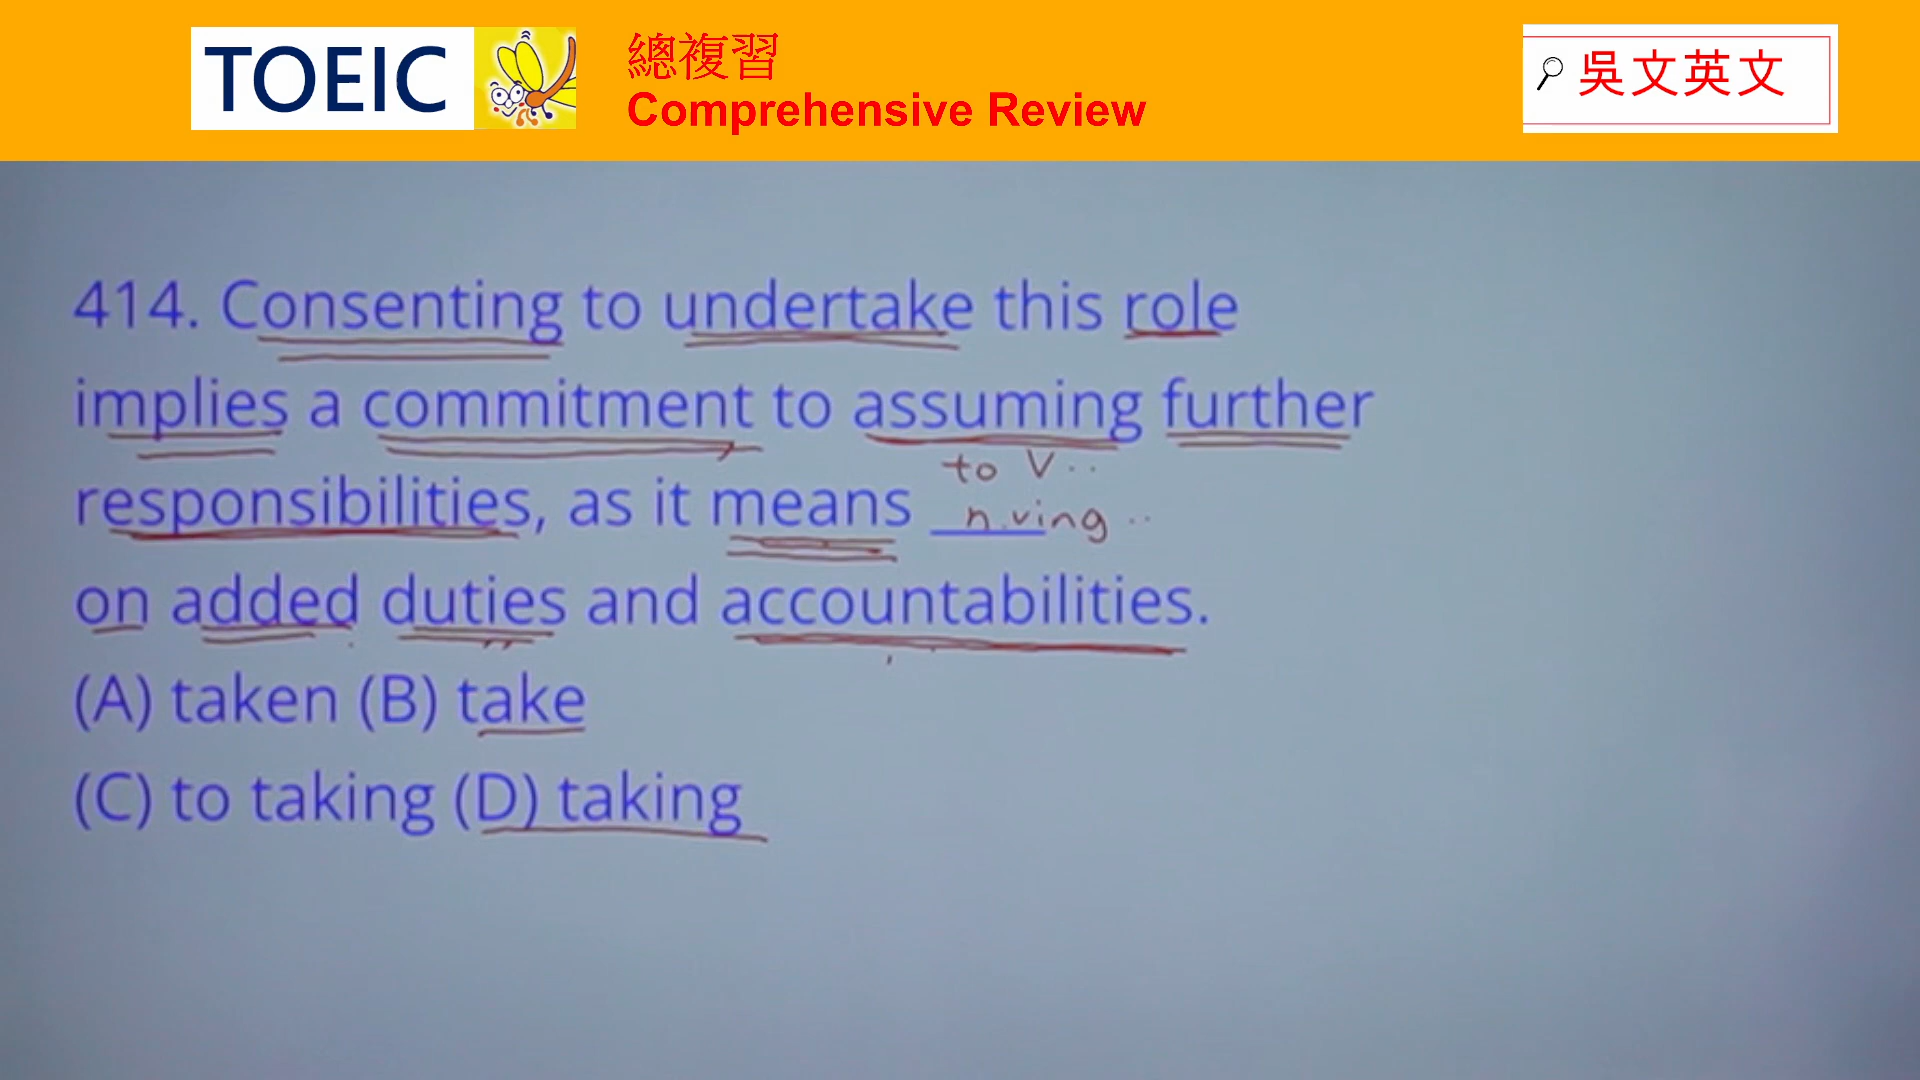 TOEIC
總複習
Comprehensive Review
吳文英文
414. Consenting to undertake this role
implies a commitment to assuming further
to V..
responsibilities, as it means ____ n. ving ..
on added duties and accountabilities.
(A) taken (B) take
(C) to taking (D) taking